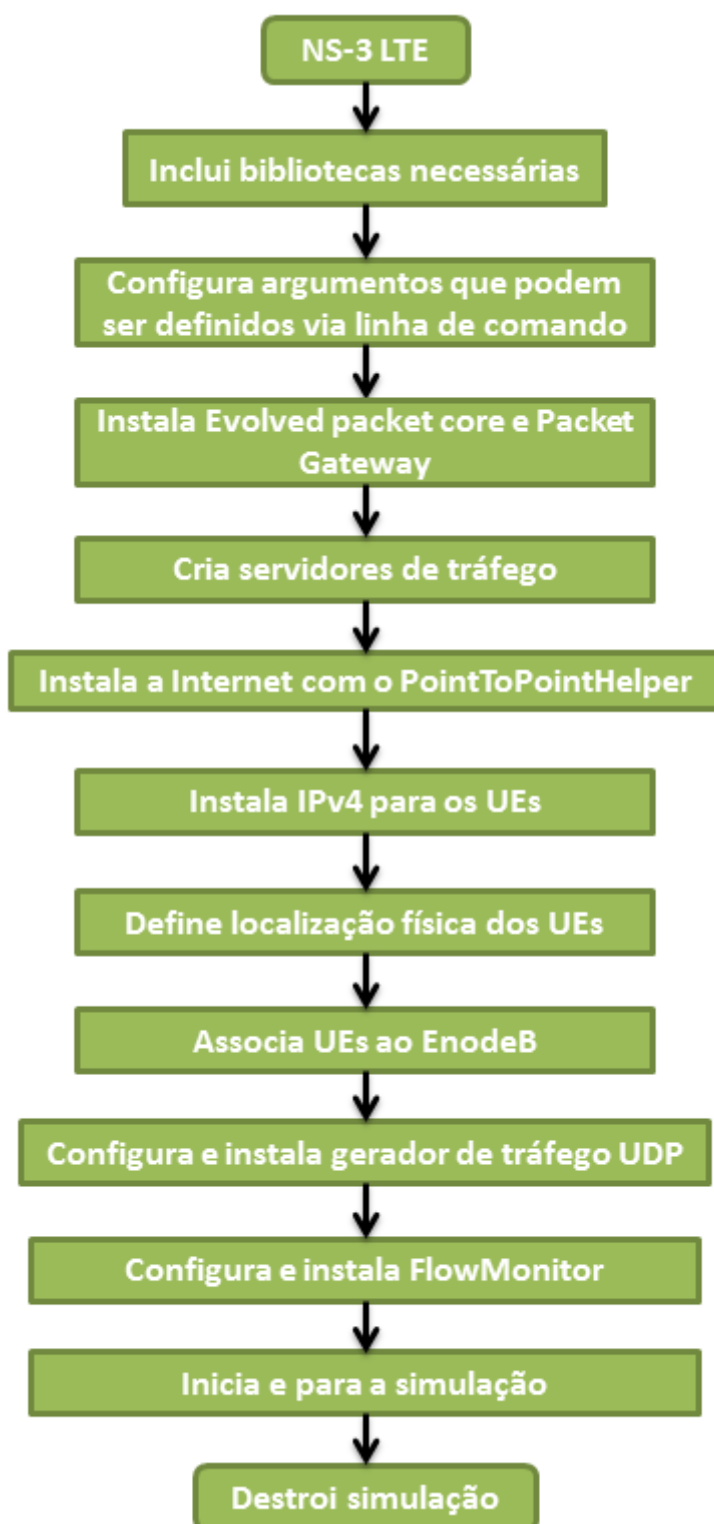 NS-3 LTE
Inclui bibliotecas necessárias
Configura argumentos que podem
ser definidos via linha de comando
Instala Evolved packet core e Packet
Gateway
Cria servidores de tráfego
Instala a Internet com o PointToPointHelper
Instala IPv4 para os UEs
Define localização física dos UEs
Associa UEs ao EnodeB
Configura e instala gerador de tráfego UDP
Configura e instala FlowMonitor
Inicia e para a simulação
Destroi simulação